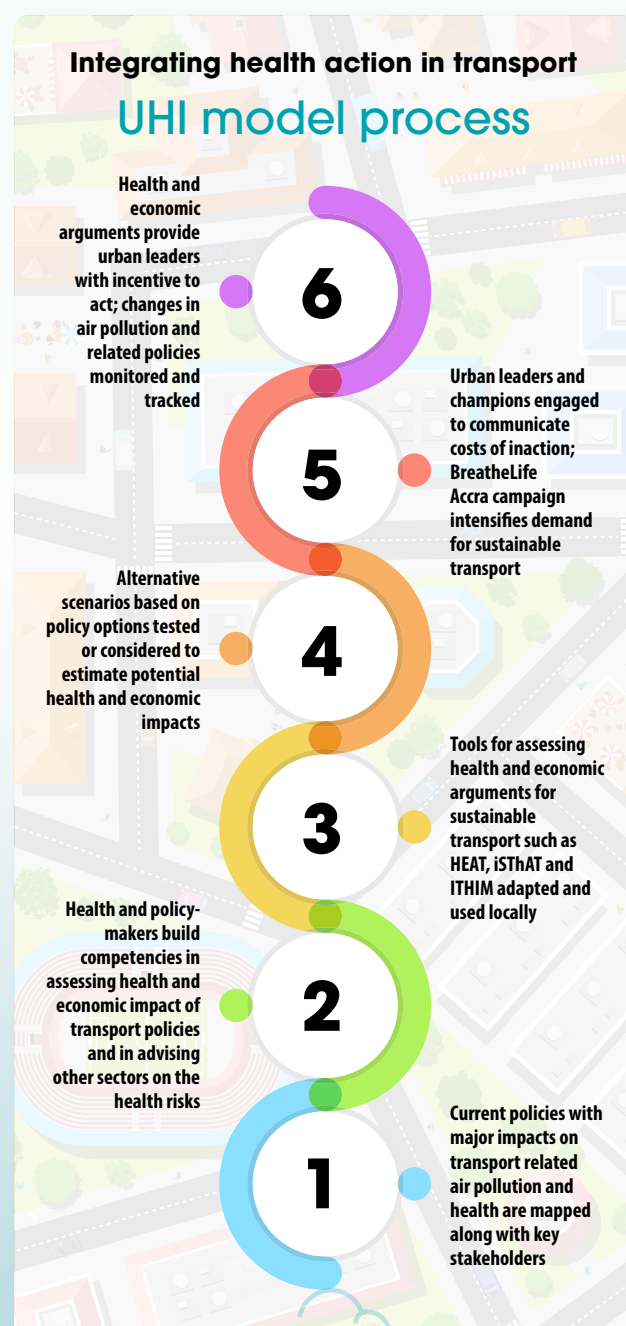 Integrating health action in transport
UHI model process
Health and
economic
arguments provide
urban leaders
with incentive to
act; changes in
air pollution and
related policies
monitored and
tracked
6
Urban leaders and
champions engaged
to communicate
costs of inaction;
BreatheLife
Accra campaign
intensifies demand
for sustainable
transport
5
Alternative
scenarios based on
policy options tested
or considered to
estimate potential
health and economic
impacts
4
Tools for assessing
health and economic
arguments for
sustainable
transport such as
HEAT, iSThAT and
ITHIM adapted and
used locally
3
Health and policy-
makers build
competencies in
assessing health and
economic impact of
transport policies
and in advising
other sectors on the
health risks
2
Current policies with
major impacts on
transport related
air pollution and
health are mapped
along with key
stakeholders
1